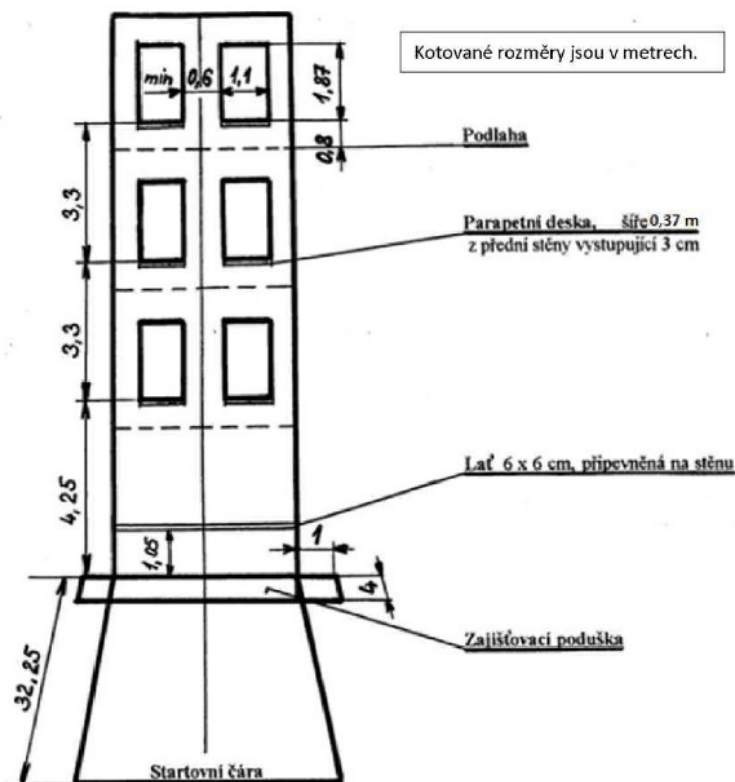 Kotované rozměry jsou v metrech.
min 0,6 1,1
1,87
0,8
Podlaha
3,3
Parapetní deska, šíře 0,37 m
z přední stěny vystupující 3 cm
3,3
Lať 6 x 6 cm, připevněná na stěnu
4,25
1,05
1
4
Zajišťovací poduška
32,25
Startovní čára